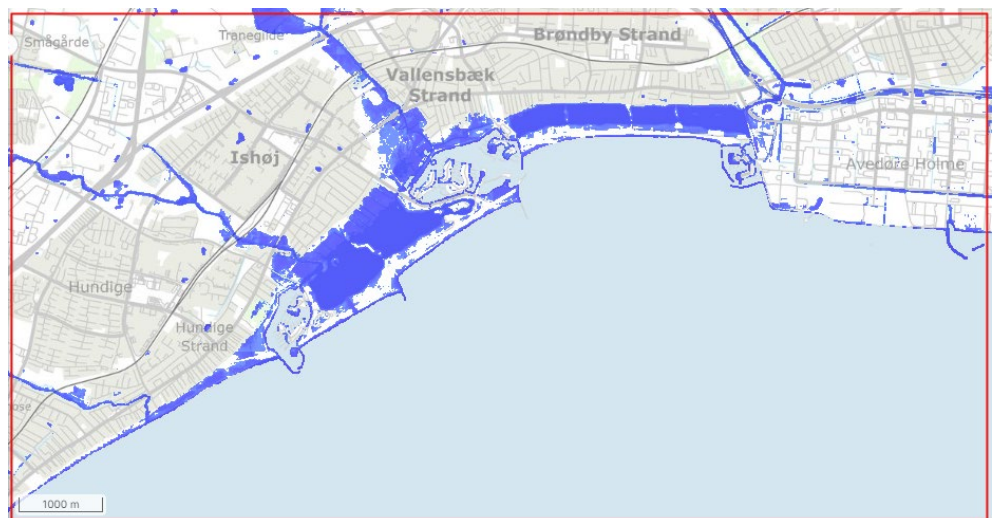 Smågårde
Tranegilde
Brøndby Strand
Vallensbæk
Strand
Ishøj
Avedøre Holme
Hundige
Hundige
Strand
1000 m